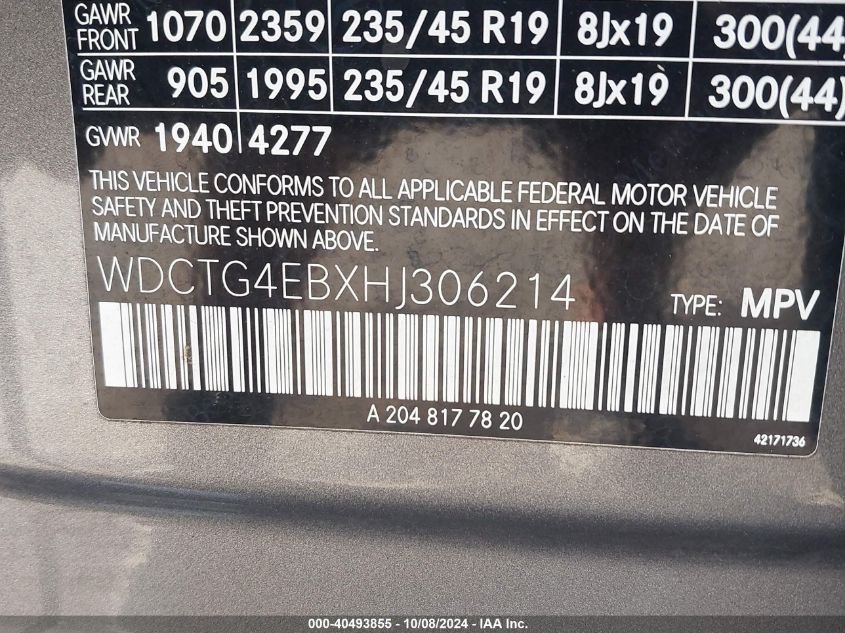 GAWR FRONT 1070 2359 235/45 R19 8Jx19 300(44)
GAWR REAR 905 1995 235/45 R19 8Jx19 300(44)
GVWR 1940 4277
THIS VEHICLE CONFORMS TO ALL APPLICABLE FEDERAL MOTOR VEHICLE
SAFETY AND THEFT PREVENTION STANDARDS IN EFFECT ON THE DATE OF
MANUFACTURE SHOWN ABOVE.
WDCTG4EBXHJ306214 TYPE: MPV
A 204 817 78 20
42171736
000-40493855 - 10/08/2024 - IAA Inc.